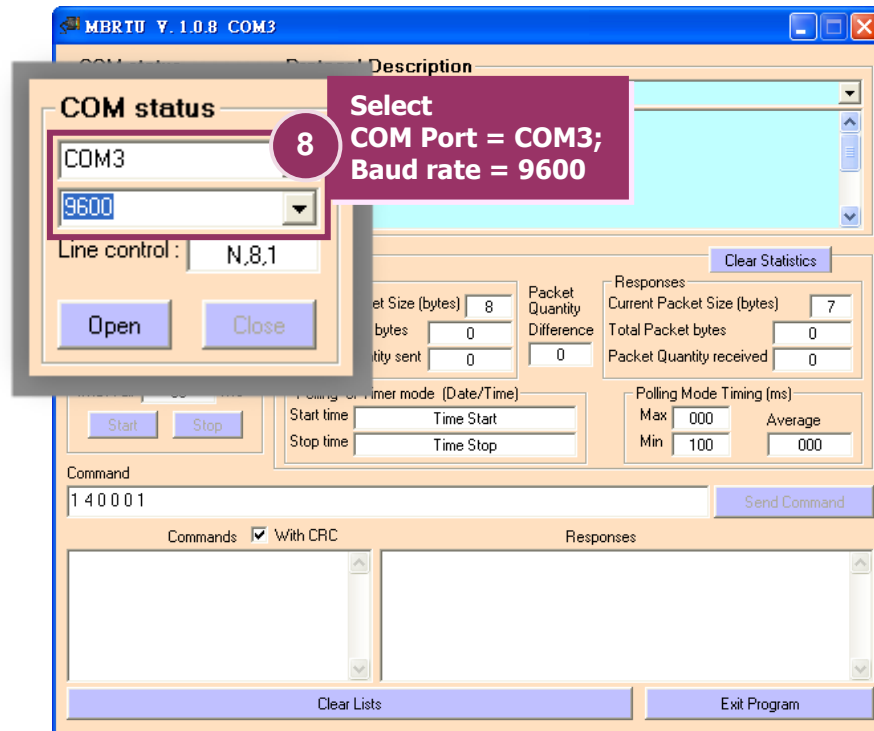 MBRTU V. 1.0.8 COM3
Description
COM status
COM3
9600
Line control :
N,8,1
Open
Close
8
Select
COM Port = COM3;
Baud rate = 9600
Clear Statistics
Size (bytes)
8
bytes
0
sent
0
Packet
Quantity
Difference
0
Responses
Current Packet Size (bytes)
7
Total Packet bytes
0
Packet Quantity received
0
Start
Stop
mode (Date/Time)
Start time
Time Start
Stop time
Time Stop
Polling Mode Timing (ms)
Max
000
Average
Min
100
000
Command
1 4 0 0 0 1
Send Command
Commands
With CRC
Responses
Clear Lists
Exit Program